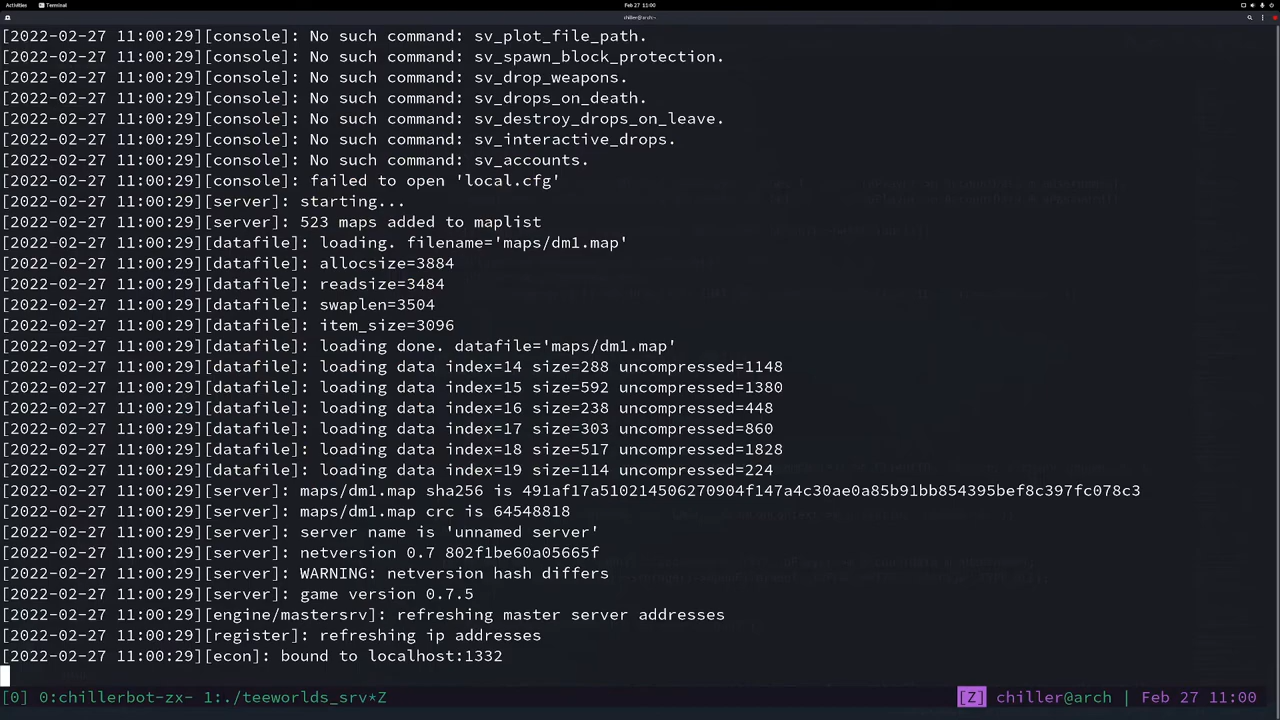 Activities
Terminal
Feb 27 11:00
chiller@arch:~
[2022-02-27 11:00:29][console]: No such command: sv_plot_file_path.
[2022-02-27 11:00:29][console]: No such command: sv_spawn_block_protection.
[2022-02-27 11:00:29][console]: No such command: sv_drop_weapons.
[2022-02-27 11:00:29][console]: No such command: sv_drops_on_death.
[2022-02-27 11:00:29][console]: No such command: sv_destroy_drops_on_leave.
[2022-02-27 11:00:29][console]: No such command: sv_interactive_drops.
[2022-02-27 11:00:29][console]: No such command: sv_accounts.
[2022-02-27 11:00:29][console]: failed to open 'local.cfg'
[2022-02-27 11:00:29][server]: starting...
[2022-02-27 11:00:29][server]: 523 maps added to maplist
[2022-02-27 11:00:29][datafile]: loading. filename='maps/dm1.map'
[2022-02-27 11:00:29][datafile]: allocsize=3884
[2022-02-27 11:00:29][datafile]: readsize=3484
[2022-02-27 11:00:29][datafile]: swaplen=3504
[2022-02-27 11:00:29][datafile]: item_size=3096
[2022-02-27 11:00:29][datafile]: loading done. datafile='maps/dm1.map'
[2022-02-27 11:00:29][datafile]: loading data index=14 size=288 uncompressed=1148
[2022-02-27 11:00:29][datafile]: loading data index=15 size=592 uncompressed=1380
[2022-02-27 11:00:29][datafile]: loading data index=16 size=238 uncompressed=448
[2022-02-27 11:00:29][datafile]: loading data index=17 size=303 uncompressed=860
[2022-02-27 11:00:29][datafile]: loading data index=18 size=517 uncompressed=1828
[2022-02-27 11:00:29][datafile]: loading data index=19 size=114 uncompressed=224
[2022-02-27 11:00:29][server]: maps/dm1.map sha256 is 491af17a510214506270904f147a4c30ae0a85b91bb854395bef8c397fc078c3
[2022-02-27 11:00:29][server]: maps/dm1.map crc is 64548818
[2022-02-27 11:00:29][server]: server name is 'unnamed server'
[2022-02-27 11:00:29][server]: netversion 0.7 802f1be60a05665f
[2022-02-27 11:00:29][server]: WARNING: netversion hash differs
[2022-02-27 11:00:29][server]: game version 0.7.5
[2022-02-27 11:00:29][engine/mastersrv]: refreshing master server addresses
[2022-02-27 11:00:29][register]: refreshing ip addresses
[2022-02-27 11:00:29][econ]: bound to localhost:1332
[0] 0:chillerbot-zx- 1:./teeworlds_srv*Z
[Z] chiller@arch | Feb 27 11:00